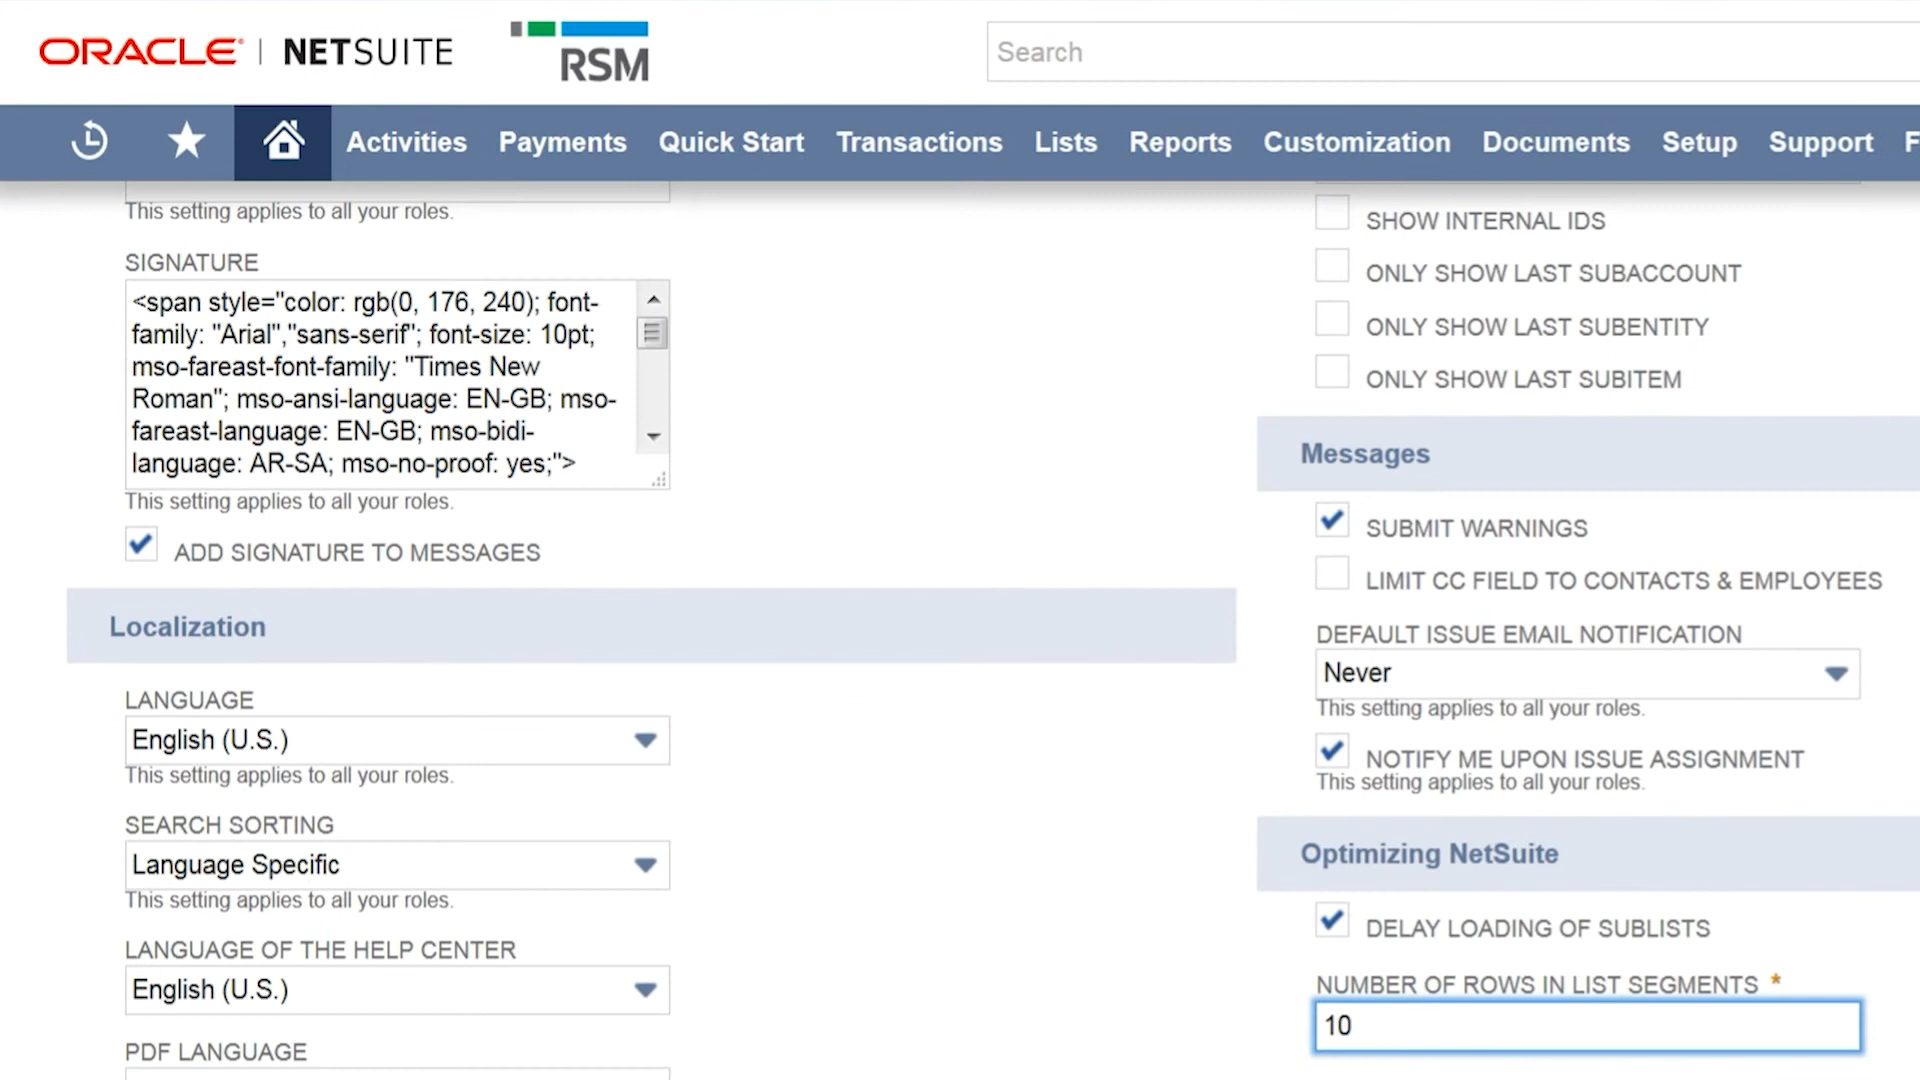 ORACLE | NETSUITE
RSM
Search
Activities Payments Quick Start Transactions Lists Reports Customization Documents Setup Support F
This setting applies to all your roles.
SIGNATURE
<span style="color: rgb(0, 176, 240); font-
family: "Arial","sans-serif"; font-size: 10pt;
mso-fareast-font-family: "Times New
Roman"; mso-ansi-language: EN-GB; mso-
fareast-language: EN-GB; mso-bidi-
language: AR-SA; mso-no-proof: yes;">
This setting applies to all your roles.
ADD SIGNATURE TO MESSAGES
Localization
LANGUAGE
English (U.S.)
This setting applies to all your roles.
SEARCH SORTING
Language Specific
This setting applies to all your roles.
LANGUAGE OF THE HELP CENTER
English (U.S.)
PDF LANGUAGE
SHOW INTERNAL IDS
ONLY SHOW LAST SUBACCOUNT
ONLY SHOW LAST SUBENTITY
ONLY SHOW LAST SUBITEM
Messages
SUBMIT WARNINGS
LIMIT CC FIELD TO CONTACTS & EMPLOYEES
DEFAULT ISSUE EMAIL NOTIFICATION
Never
This setting applies to all your roles.
NOTIFY ME UPON ISSUE ASSIGNMENT
This setting applies to all your roles.
Optimizing NetSuite
DELAY LOADING OF SUBLISTS
NUMBER OF ROWS IN LIST SEGMENTS *
10